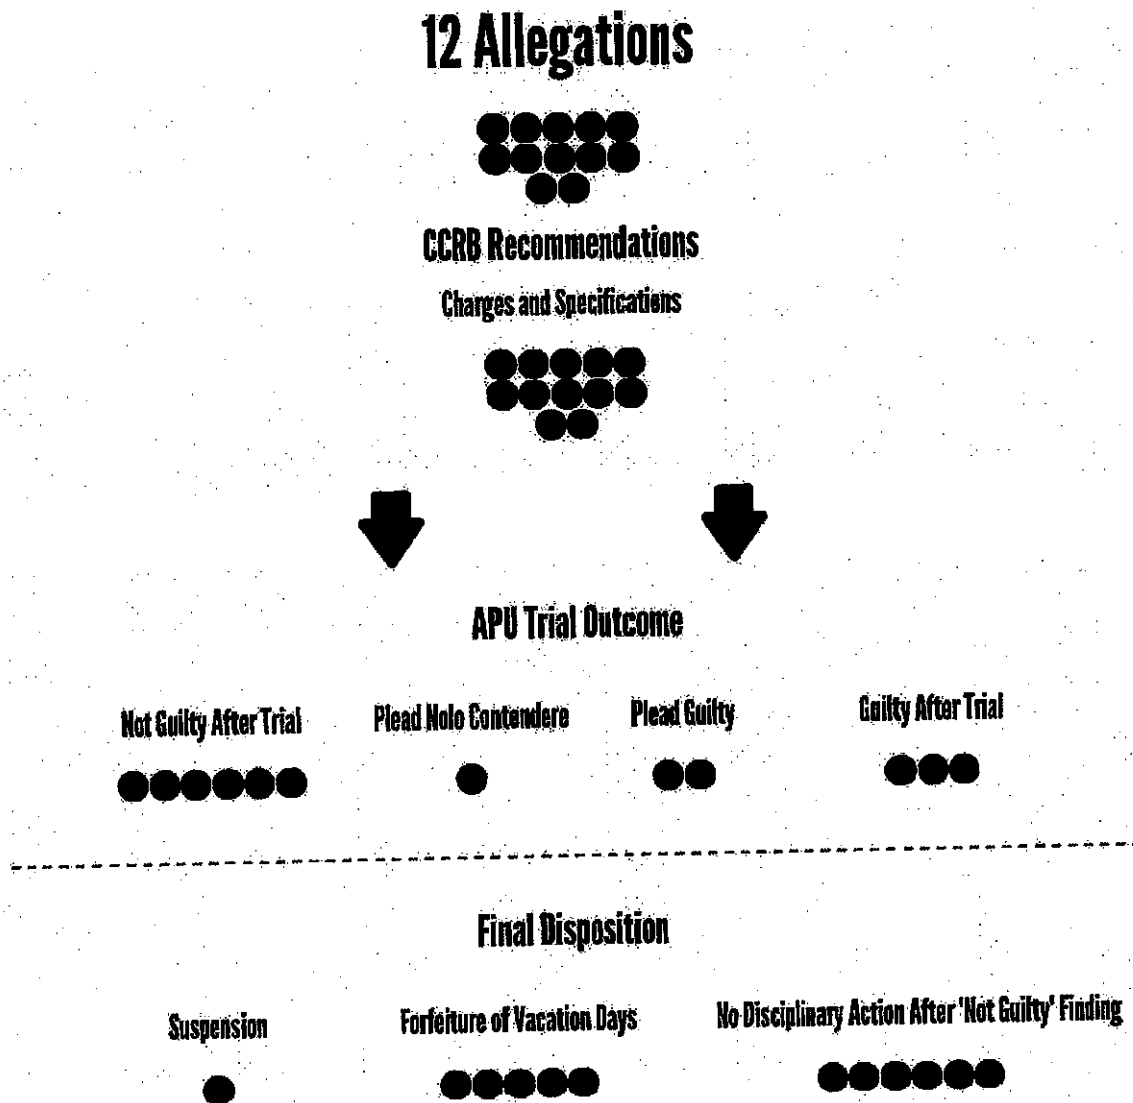 12 Allegations
CCRB Recommendations
Charges and Specifications
APU Trial Outcome
Not Guilty After Trial
Plead Nolo Contendere
Plead Guilty
Guilty After Trial
Final Disposition
Suspension
Forfeiture of Vacation Days
No Disciplinary Action After 'Not Guilty' Finding